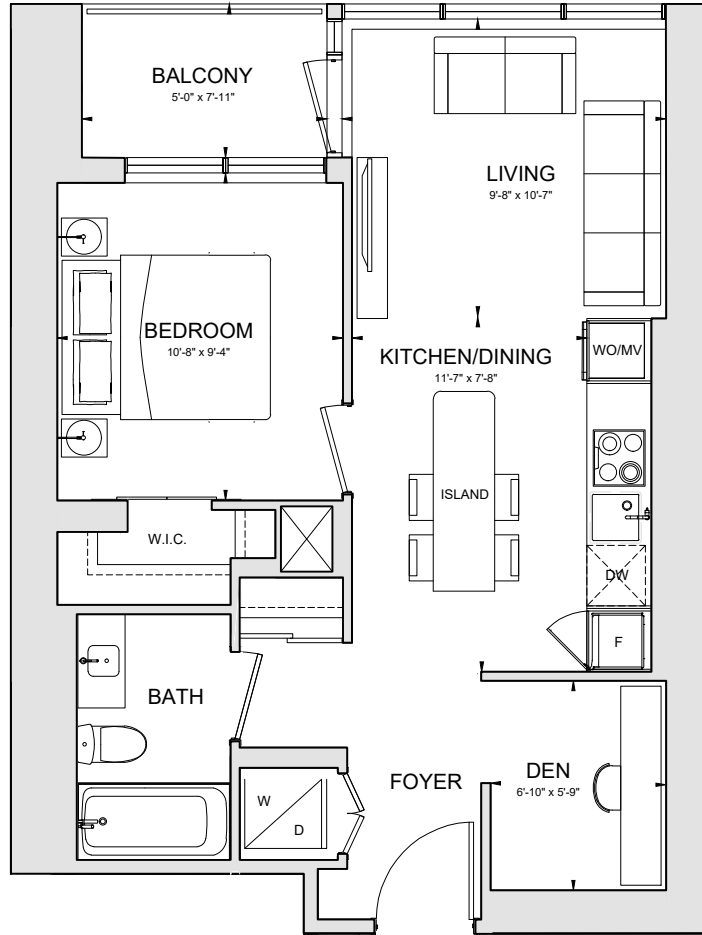 BALCONY
5'-0" x 7'-11"
LIVING
9'-8" x 10'-7"
BEDROOM
10'-8" x 9'-4"
KITCHEN/DINING
11'-7" x 7'-8"
WO/MV
ISLAND
W.I.C.
DW
F
BATH
FOYER
DEN
6'-10" x 5'-9"
W
D